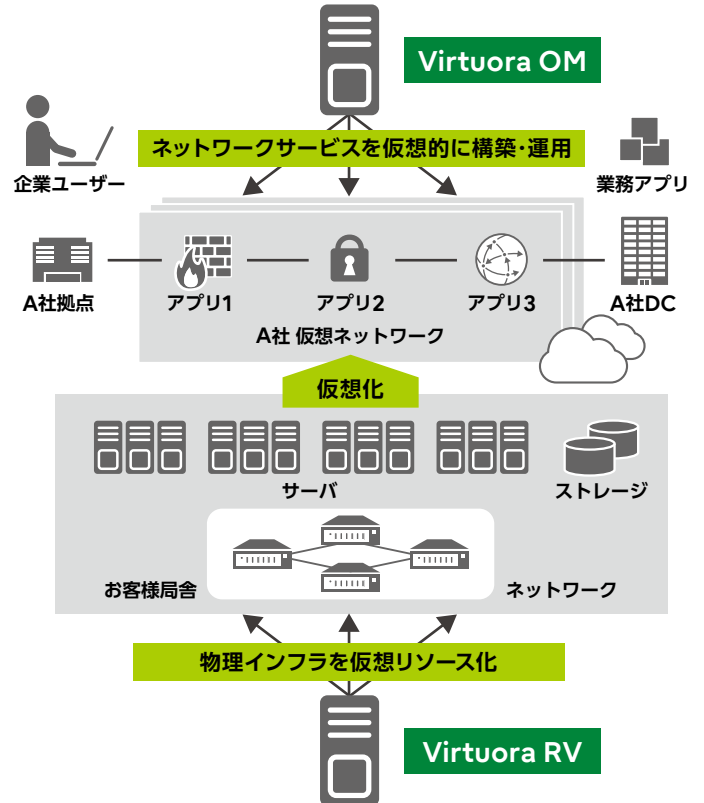 Virtuora OM
ネットワークサービスを仮想的に構築・運用
企業ユーザー
業務アプリ
A社拠点
アプリ1
アプリ2
アプリ3
A社DC
A社 仮想ネットワーク
仮想化
サーバ
ストレージ
お客様局舎
ネットワーク
物理インフラを仮想リソース化
Virtuora RV